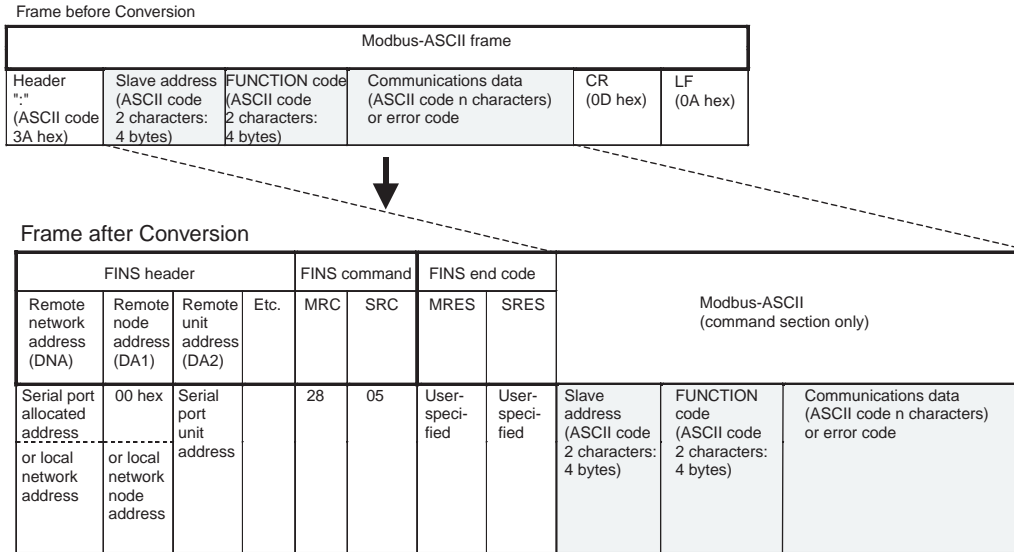 Frame before Conversion
Modbus-ASCII frame
Header
":"
(ASCII code
3A hex)
Slave address
(ASCII code
2 characters:
4 bytes)
FUNCTION code
(ASCII code
2 characters:
4 bytes)
Communications data
(ASCII code n characters)
or error code
CR
(0D hex)
LF
(0A hex)
Frame after Conversion
FINS header
FINS command
FINS end code
Modbus-ASCII
(command section only)
Remote
network
address
(DNA)
Remote
node
address
(DA1)
Remote
unit
address
(DA2)
Etc.
MRC
SRC
MRES
SRES
Serial port
allocated
address
or local
network
address
00 hex
or local
network
node
address
Serial
port
unit
address
28
05
User-
speci-
fied
User-
speci-
fied
Slave
address
(ASCII code
2 characters:
4 bytes)
FUNCTION
code
(ASCII code
2 characters:
4 bytes)
Communications data
(ASCII code n characters)
or error code